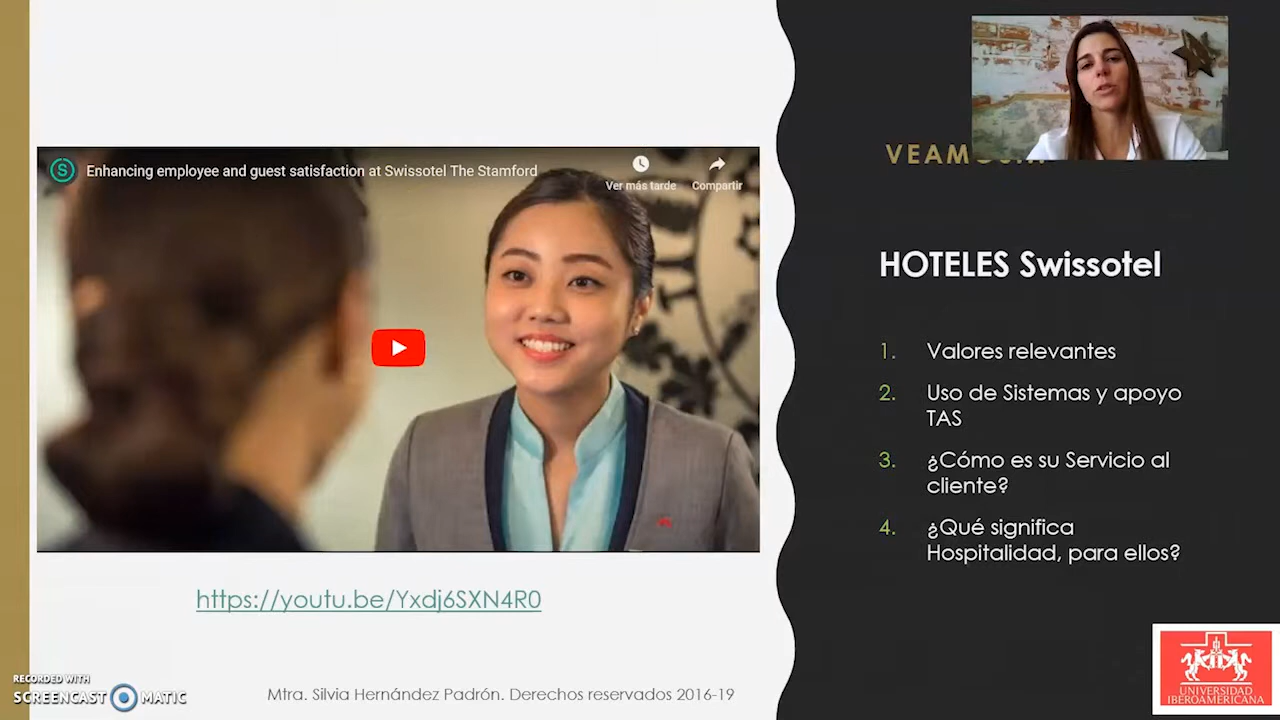 Enhancing employee and guest satisfaction at Swissotel The Stamford
Ver más tarde
Compartir
https://youtu.be/Yxdj6SXN4R0
RECORDED WITH
SCREENCAST MATIC
Mtra. Silvia Hernández Padrón. Derechos reservados 2016-19
HOTELES Swissotel
1. Valores relevantes
2. Uso de Sistemas y apoyo
TAS
3. ¿Cómo es su Servicio al
cliente?
4. ¿Qué significa
Hospitalidad, para ellos?
UNIVERSIDAD
IBEROAMERICANA